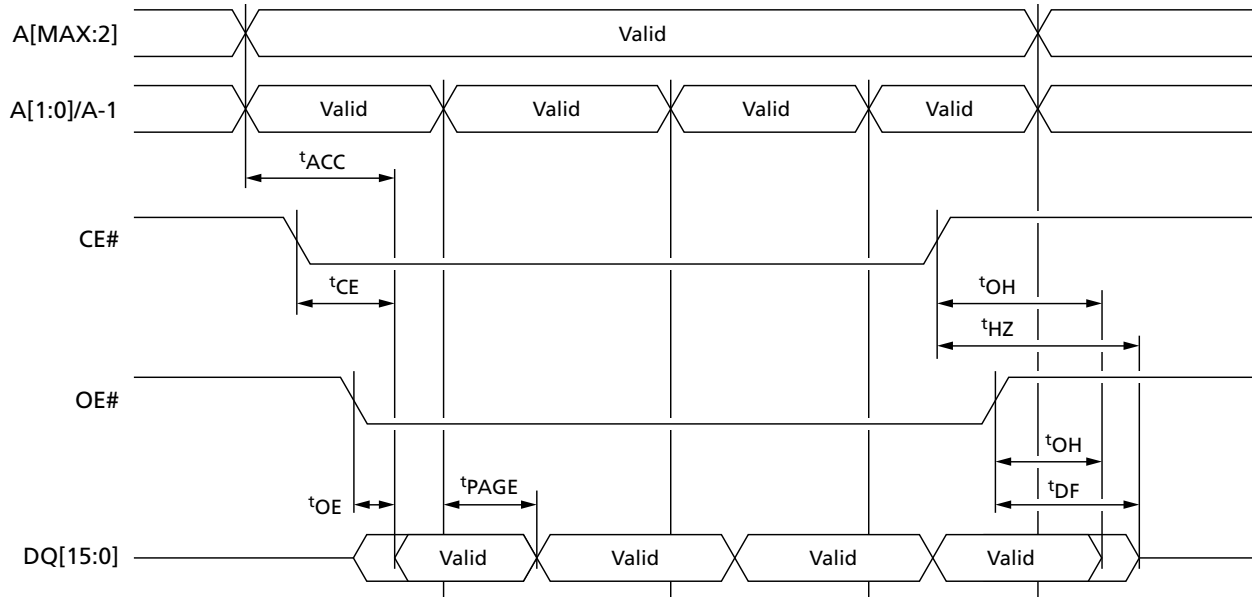 A[MAX:2]
Valid
A[1:0]/A-1
Valid
Valid
Valid
Valid
tACC
CE#
tCE
tOH
tHZ
OE#
tOH
tPAGE
tDF
tOE
DQ[15:0]
Valid
Valid
Valid
Valid